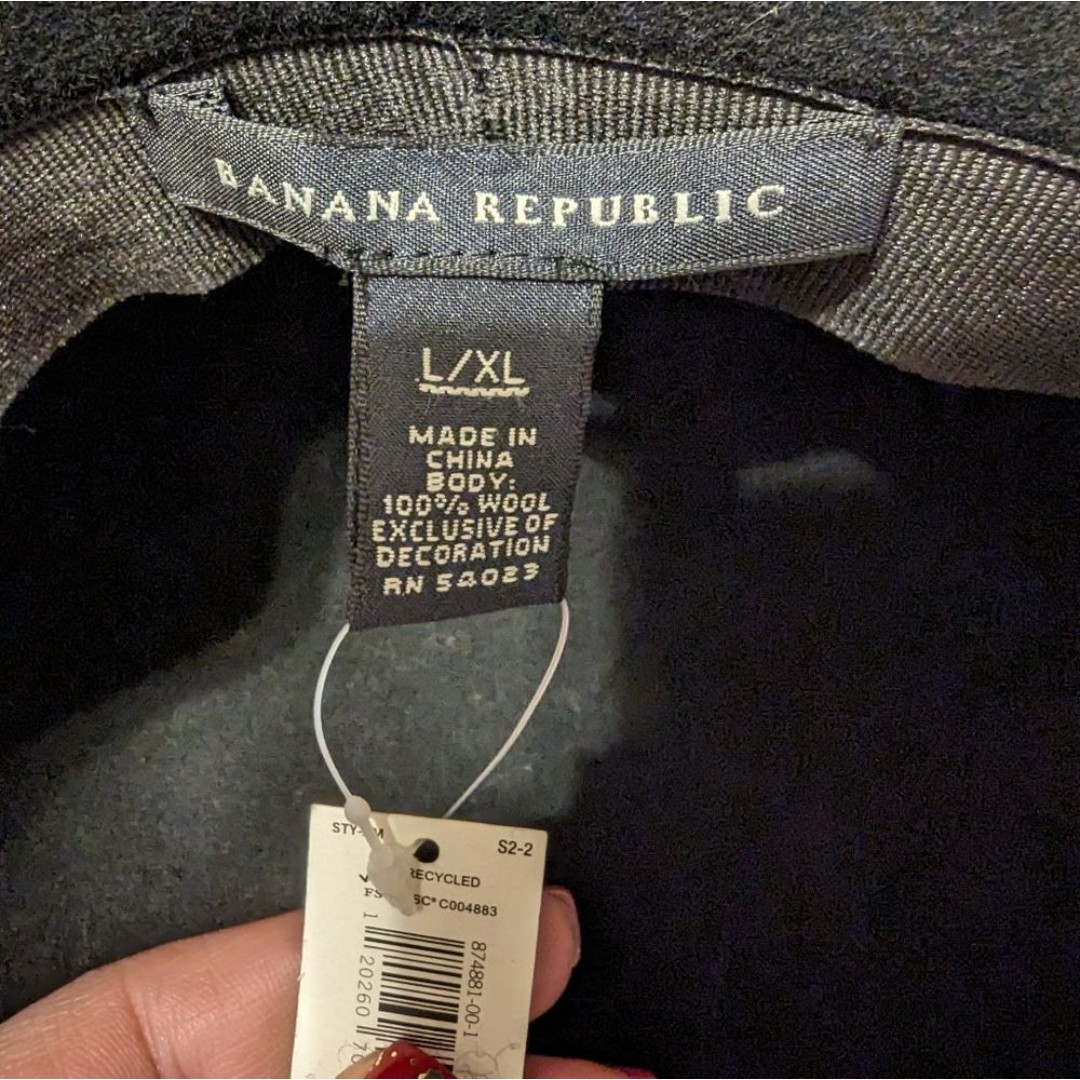 BANANA REPUBLIC
L/XL
MADE IN
CHINA
BODY:
100% WOOL
EXCLUSIVE OF
DECORATION
RN 54023
S2-2
RECYCLED
C004883
874881-00-1
1 20260